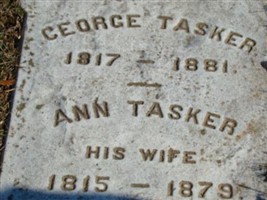 GEORGE TASKER
1817 — 1881.
ANN TASKER
HIS WIFE
1815 — 1879